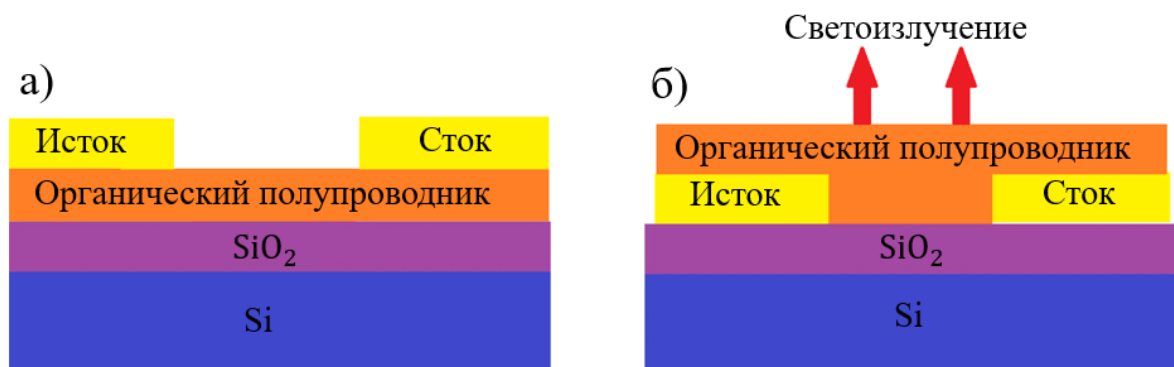 а)
Исток
Сток
Органический полупроводник
SiO₂
Si
Светоизлучение
б)
Органический полупроводник
Исток
Сток
SiO₂
Si